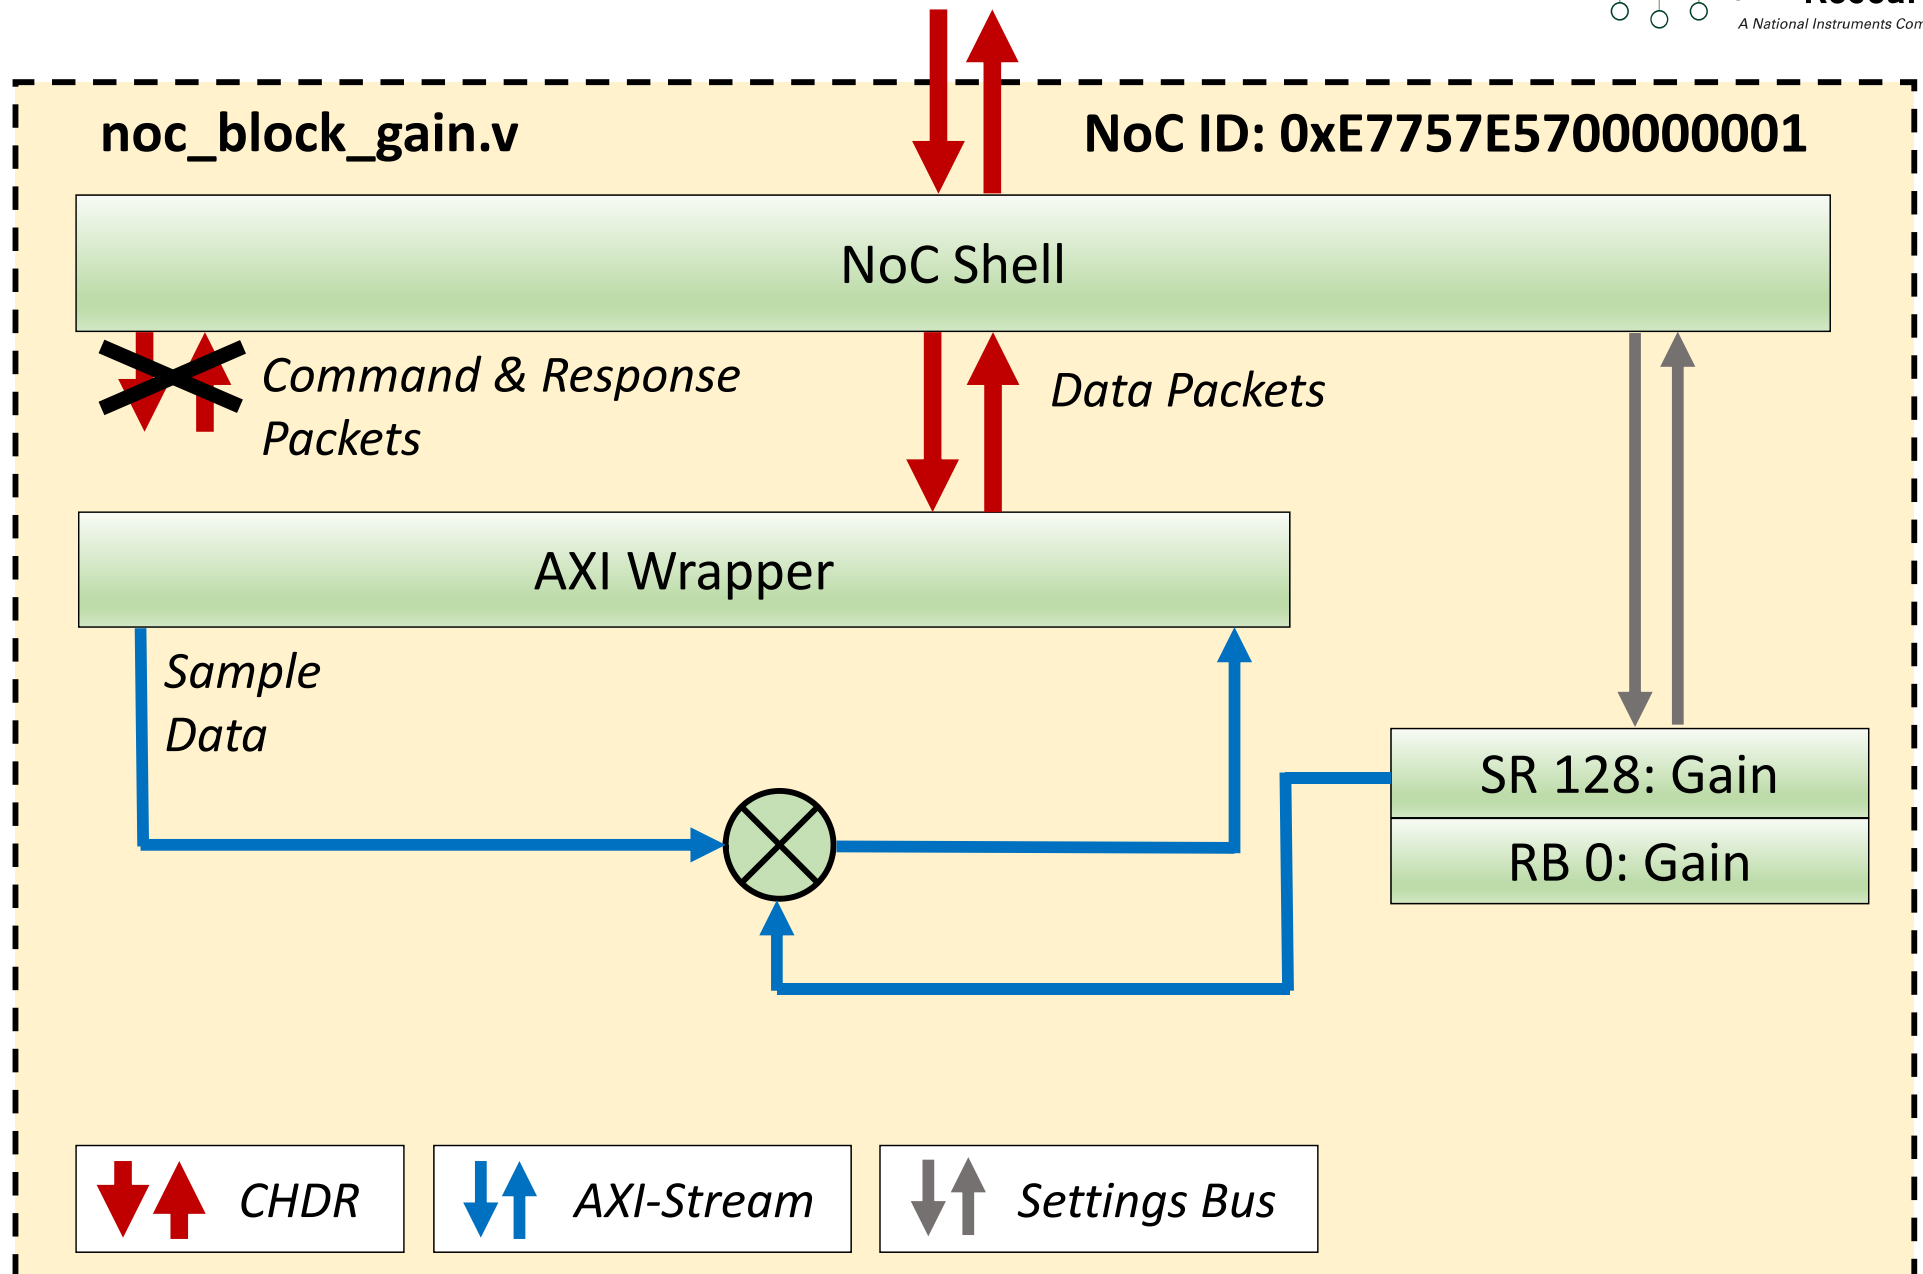 A National Instruments Com
noc_block_gain.v
NoC ID: 0xE7757E5700000001
NoC Shell
Command & Response
Packets
Data Packets
AXI Wrapper
Sample
Data
SR 128: Gain
RB 0: Gain
CHDR
AXI-Stream
Settings Bus